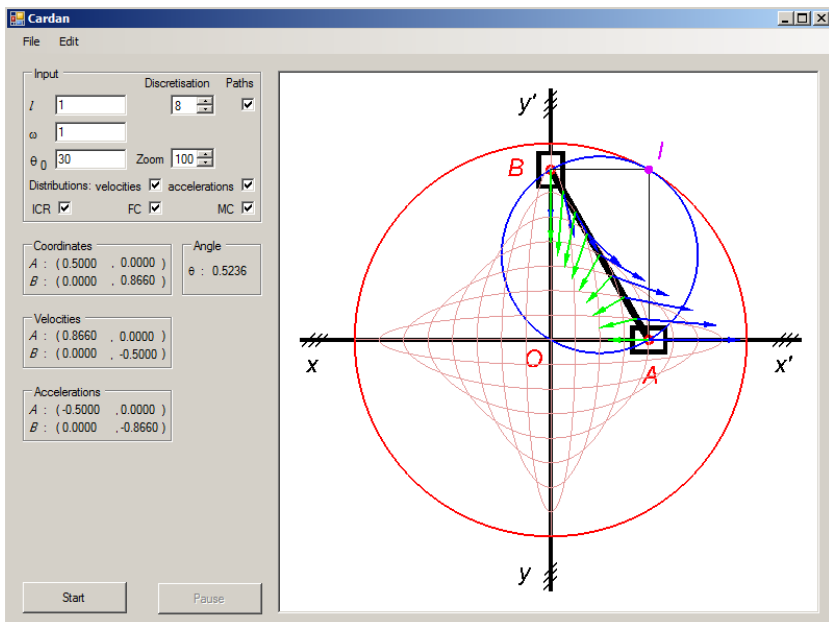 Cardan
File Edit
Input
Discretisation Paths
l 1 8
ω 1
θ 0 30 Zoom 100
Distributions: velocities accelerations
ICR FC MC
Coordinates
A : ( 0.5000 , 0.0000 )
B : ( 0.0000 , 0.8660 )
Angle
θ : 0.5236
Velocities
A : ( 0.8660 , 0.0000 )
B : ( 0.0000 , -0.5000 )
Accelerations
A : (-0.5000 , 0.0000 )
B : ( 0.0000 , -0.8660 )
Start Pause
y'
B
I
O
A
x
x'
y